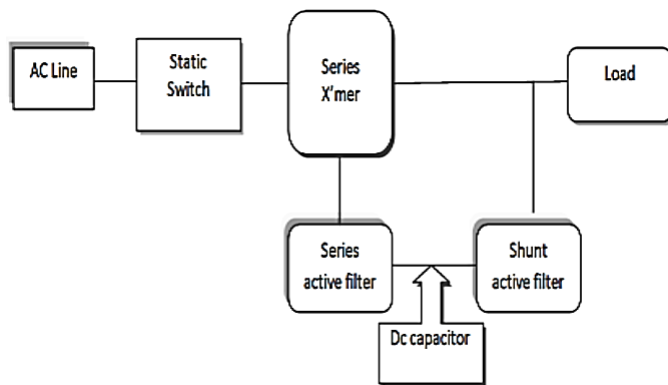 AC Line
Static
Switch
Series
X'mer
Load
Series
active filter
Shunt
active filter
Dc capacitor